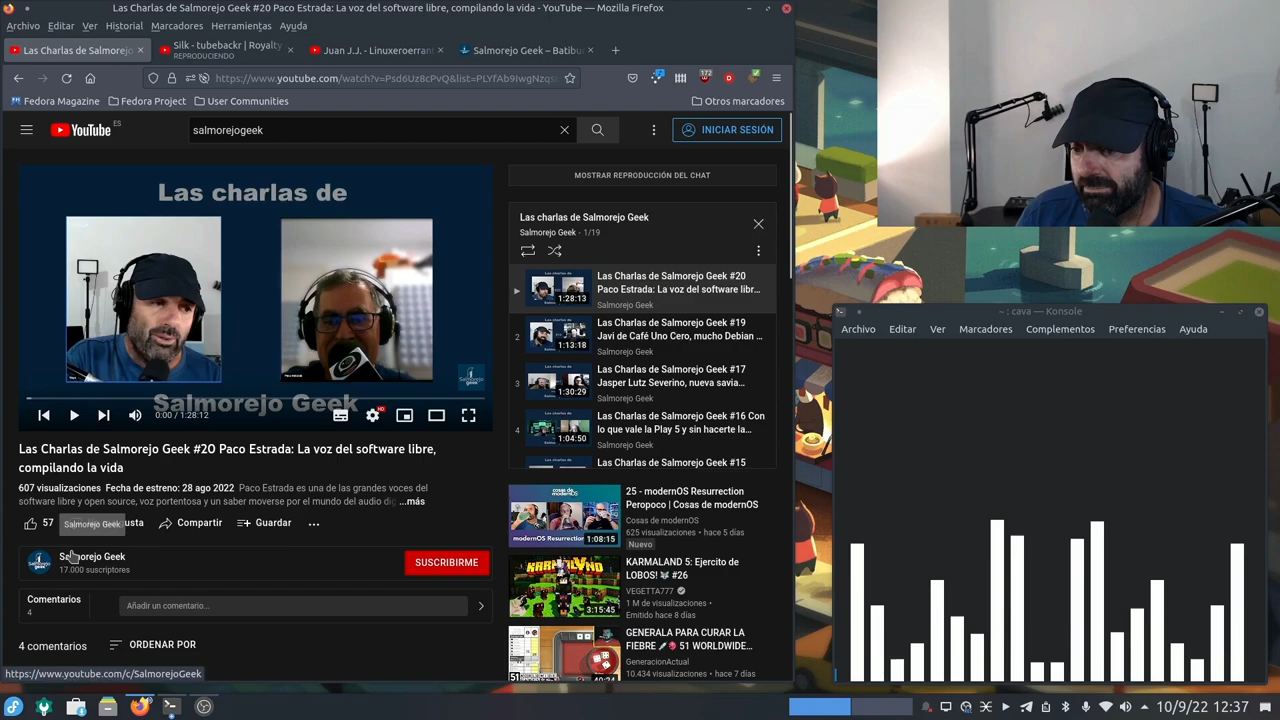 Las Charlas de Salmorejo Geek #20 Paco Estrada: La voz del software libre, compilando la vida - YouTube — Mozilla Firefox
Archivo Editar Ver Historial Marcadores Herramientas Ayuda
Las Charlas de Salmorejo
Silk - tubebackr | Royalty
REPRODUCIENDO
Juan J.J. - Linuxeroerrant
Salmorejo Geek – Batibur
https://www.youtube.com/watch?v=Psd6Uz8cPvQ&list=PLYfAb9IwgNzqs
172
Fedora Magazine
Fedora Project
User Communities
Otros marcadores
YouTube
ES
salmorejogeek
INICIAR SESIÓN
Las charlas de
Salmorejo Geek
0:00 / 1:28:12
HD
Las Charlas de Salmorejo Geek #20 Paco Estrada: La voz del software libre,
compilando la vida
607 visualizaciones Fecha de estreno: 28 ago 2022 Paco Estrada es una de las grandes voces del
software libre y open source, voz portentosa y un saber moverse por el mundo del audio dig ...más
57
Salmorejo Geek
usta
Compartir
Guardar
Salmorejo Geek
17.000 suscriptores
SUSCRIBIRME
Comentarios
4
Añadir un comentario...
4 comentarios
ORDENAR POR
https://www.youtube.com/c/SalmorejoGeek
MOSTRAR REPRODUCCIÓN DEL CHAT
Las charlas de Salmorejo Geek
Salmorejo Geek - 1/19
1:28:13
Las Charlas de Salmorejo Geek #20
Paco Estrada: La voz del software libr...
Salmorejo Geek
2
1:13:18
Las Charlas de Salmorejo Geek #19
Javi de Café Uno Cero, mucho Debian ...
Salmorejo Geek
3
1:30:29
Las Charlas de Salmorejo Geek #17
Jasper Lutz Severino, nueva savia...
Salmorejo Geek
4
1:04:50
Las Charlas de Salmorejo Geek #16 Con
lo que vale la Play 5 y sin hacerte la...
Salmorejo Geek
Las Charlas de Salmorejo Geek #15
cosas de
modernOS
modernOS Resurrection
1:08:15
25 - modernOS Resurrection
Peropoco | Cosas de modernOS
Cosas de modernOS
625 visualizaciones • hace 5 días
Nuevo
KARMALAND
3:15:45
KARMALAND 5: Ejercito de
LOBOS! #26
VEGETTA777
1 M de visualizaciones •
Emitido hace 8 días
GENERALA PARA CURAR LA
FIEBRE 51 WORLDWIDE...
GeneracionActual
10.434 visualizaciones • hace 7 días
~ : cava — Konsole
Archivo Editar Ver Marcadores Complementos Preferencias Ayuda
10/9/22 12:37